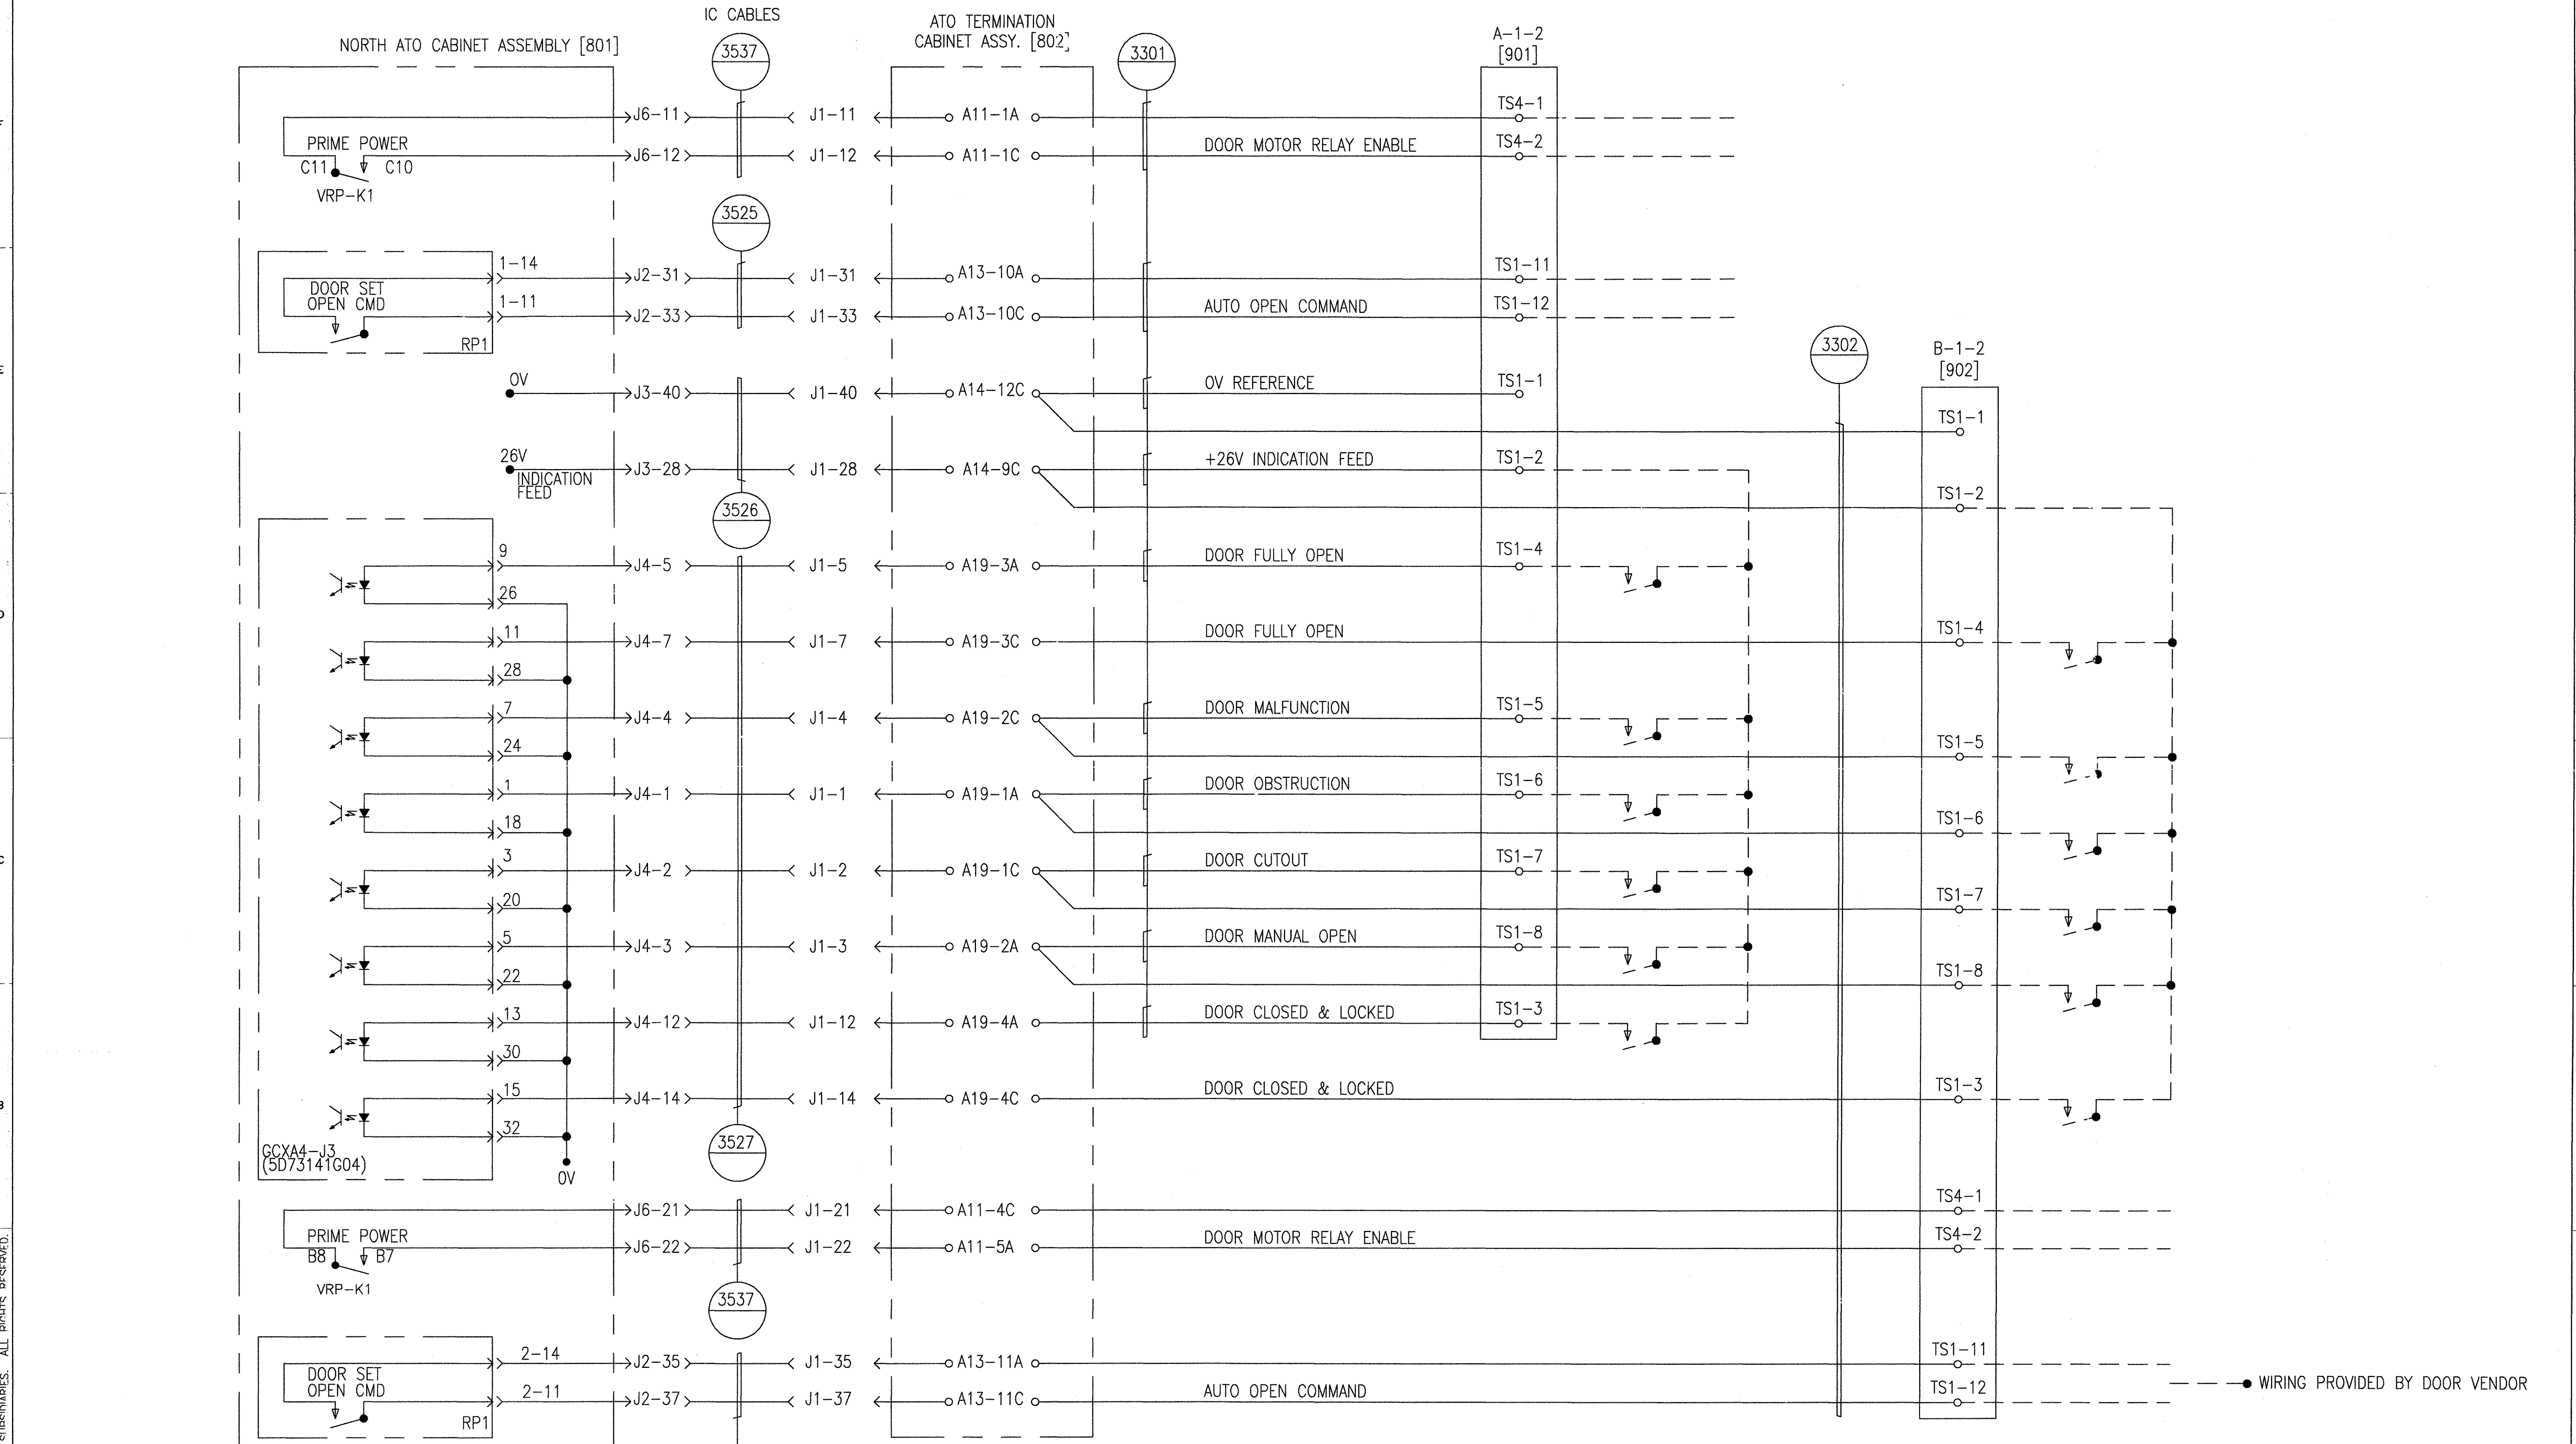 IC CABLES
NORTH ATO CABINET ASSEMBLY [801]
ATO TERMINATION
CABINET ASSY. [802]
A-1-2
[901]
3537
3301
J6-11
J1-11
A11-1A
TS4-1
PRIME POWER
C11
C10
VRP-K1
J6-12
J1-12
A11-1C
DOOR MOTOR RELAY ENABLE
TS4-2
3525
1-14
J2-31
J1-31
A13-10A
TS1-11
DOOR SET
OPEN CMD
1-11
J2-33
J1-33
A13-10C
AUTO OPEN COMMAND
TS1-12
RP1
3302
B-1-2
[902]
0V
J3-40
J1-40
A14-12C
0V REFERENCE
TS1-1
TS1-1
26V
INDICATION
FEED
J3-28
J1-28
A14-9C
+26V INDICATION FEED
TS1-2
TS1-2
3526
9
J4-5
J1-5
A19-3A
DOOR FULLY OPEN
TS1-4
26
11
J4-7
J1-7
A19-3C
DOOR FULLY OPEN
TS1-4
28
7
J4-4
J1-4
A19-2C
DOOR MALFUNCTION
TS1-5
24
TS1-5
1
J4-1
J1-1
A19-1A
DOOR OBSTRUCTION
TS1-6
18
TS1-6
3
J4-2
J1-2
A19-1C
DOOR CUTOUT
TS1-7
20
TS1-7
5
J4-3
J1-3
A19-2A
DOOR MANUAL OPEN
TS1-8
22
TS1-8
13
J4-12
J1-12
A19-4A
DOOR CLOSED & LOCKED
TS1-3
30
15
J4-14
J1-14
A19-4C
DOOR CLOSED & LOCKED
TS1-3
32
3527
GCXA4-J3
(5D73141G04)
0V
J6-21
J1-21
A11-4C
TS4-1
PRIME POWER
B8
B7
VRP-K1
J6-22
J1-22
A11-5A
DOOR MOTOR RELAY ENABLE
TS4-2
3537
2-14
J2-35
J1-35
A13-11A
TS1-11
DOOR SET
OPEN CMD
2-11
J2-37
J1-37
A13-11C
AUTO OPEN COMMAND
TS1-12
RP1
WIRING PROVIDED BY DOOR VENDOR
E
D
C
B
SUBSIDIARIES. ALL RIGHTS RESERVED.